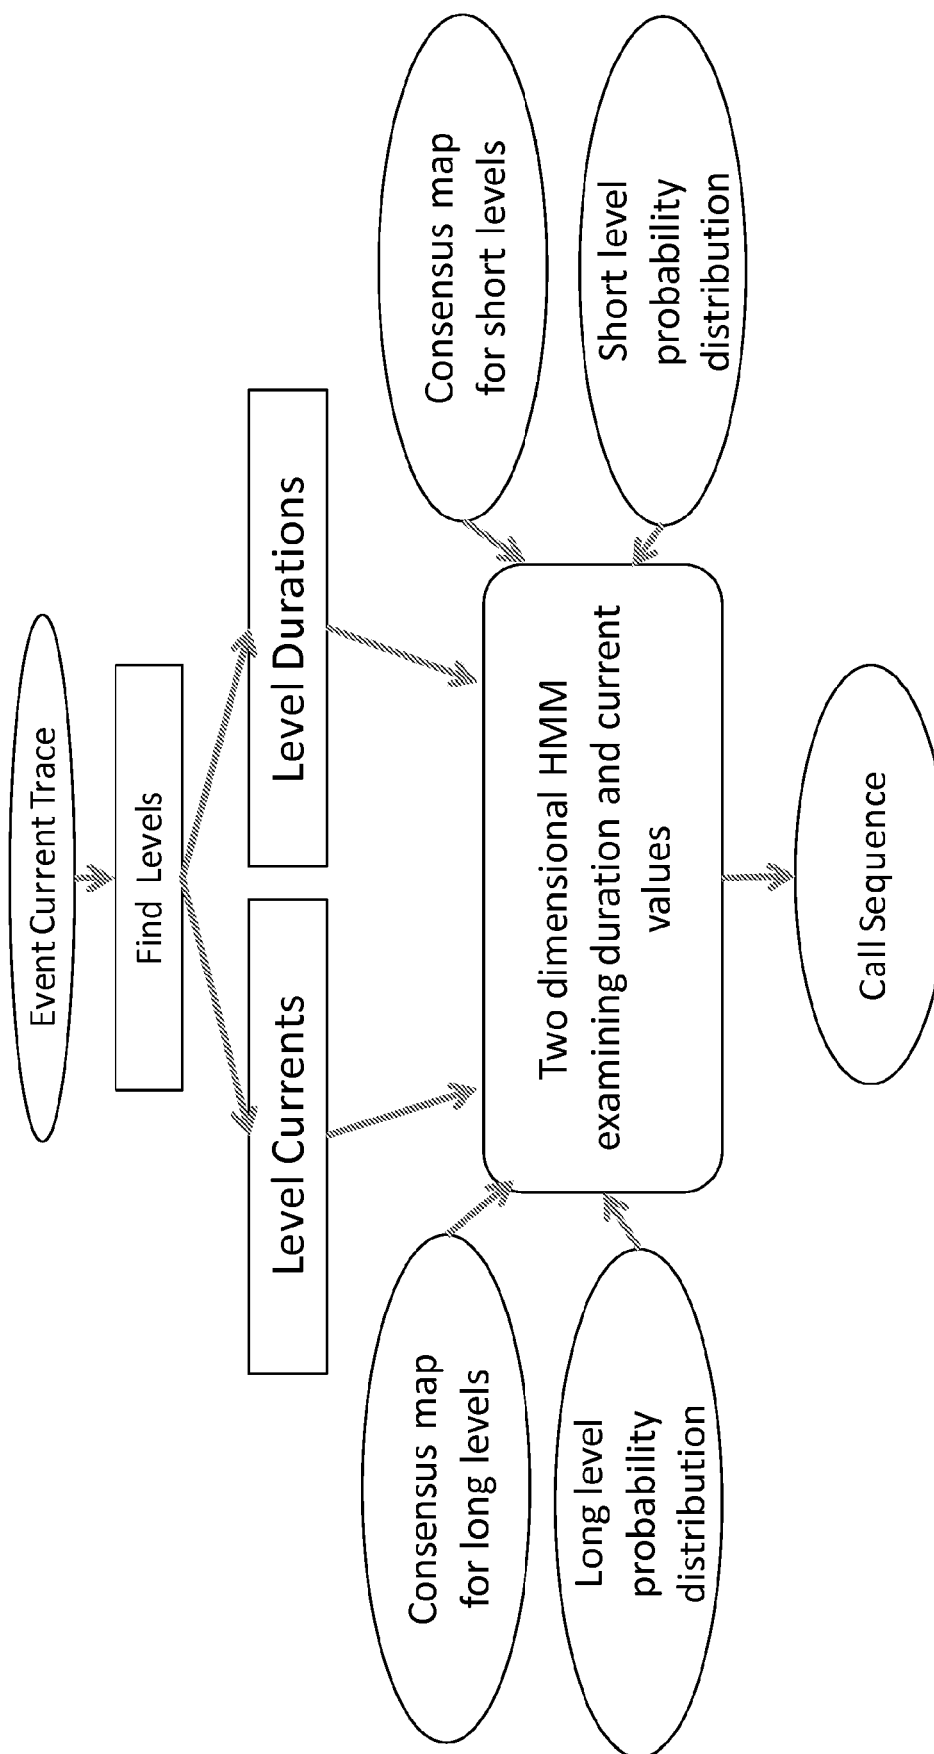 Event Current Trace
Find Levels
Level Currents
Level Durations
Consensus map
for long levels
Consensus map
for short levels
Two dimensional HMM
examining duration and current
values
Long level
probability
distribution
Short level
probability
distribution
Call Sequence